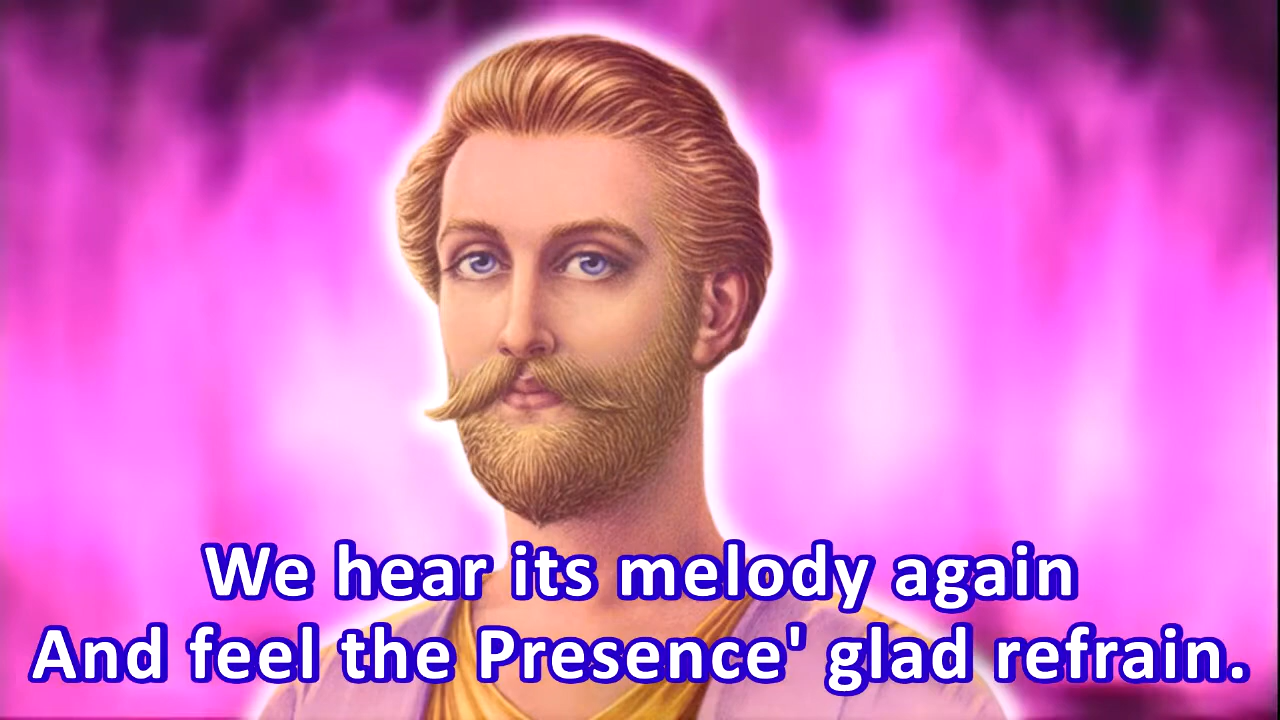 We hear its melody again
And feel the Presence' glad refrain.